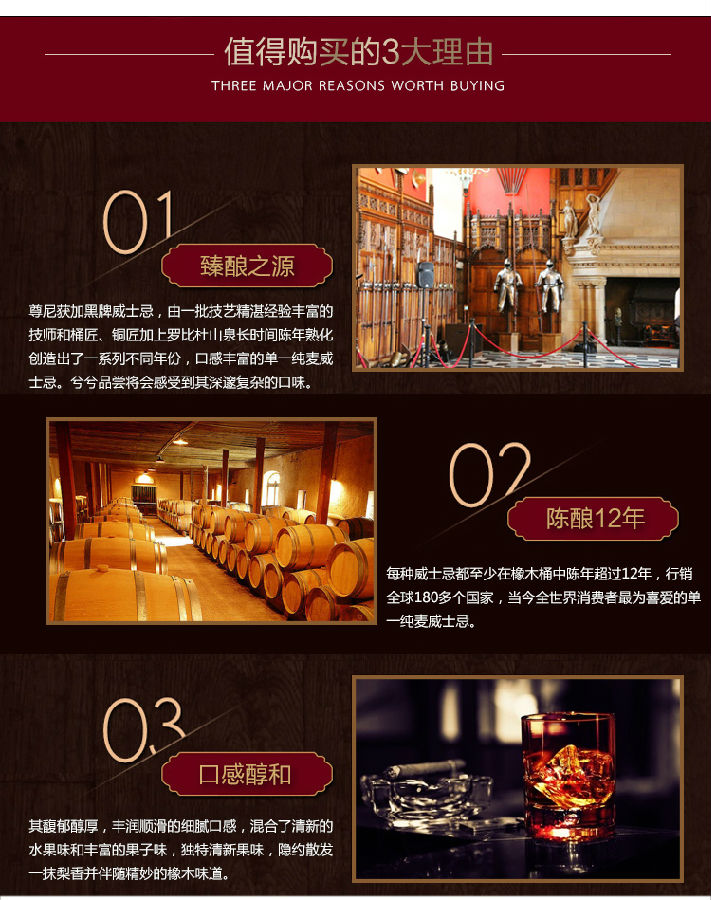 值得购买的3大理由
THREE MAJOR REASONS WORTH BUYING
01
臻酿之源
尊尼获加黑牌威士忌，由一批技艺精湛经验丰富的
技师和桶匠、铜匠加上罗比杜山泉长时间陈年熟化
创造出了一系列不同年份，口感丰富的单一纯麦威
士忌。兮兮品尝将会感受到其深邃复杂的口味。
02
陈酿12年
每种威士忌都至少在橡木桶中陈年超过12年，行销
全球180多个国家，当今全世界消费者最为喜爱的单
一纯麦威士忌。
03
口感醇和
其馥郁醇厚，丰润顺滑的细腻口感，混合了清新的
水果味和丰富的果子味，独特清新果味，隐约散发
一抹梨香并伴随精妙的橡木味道。